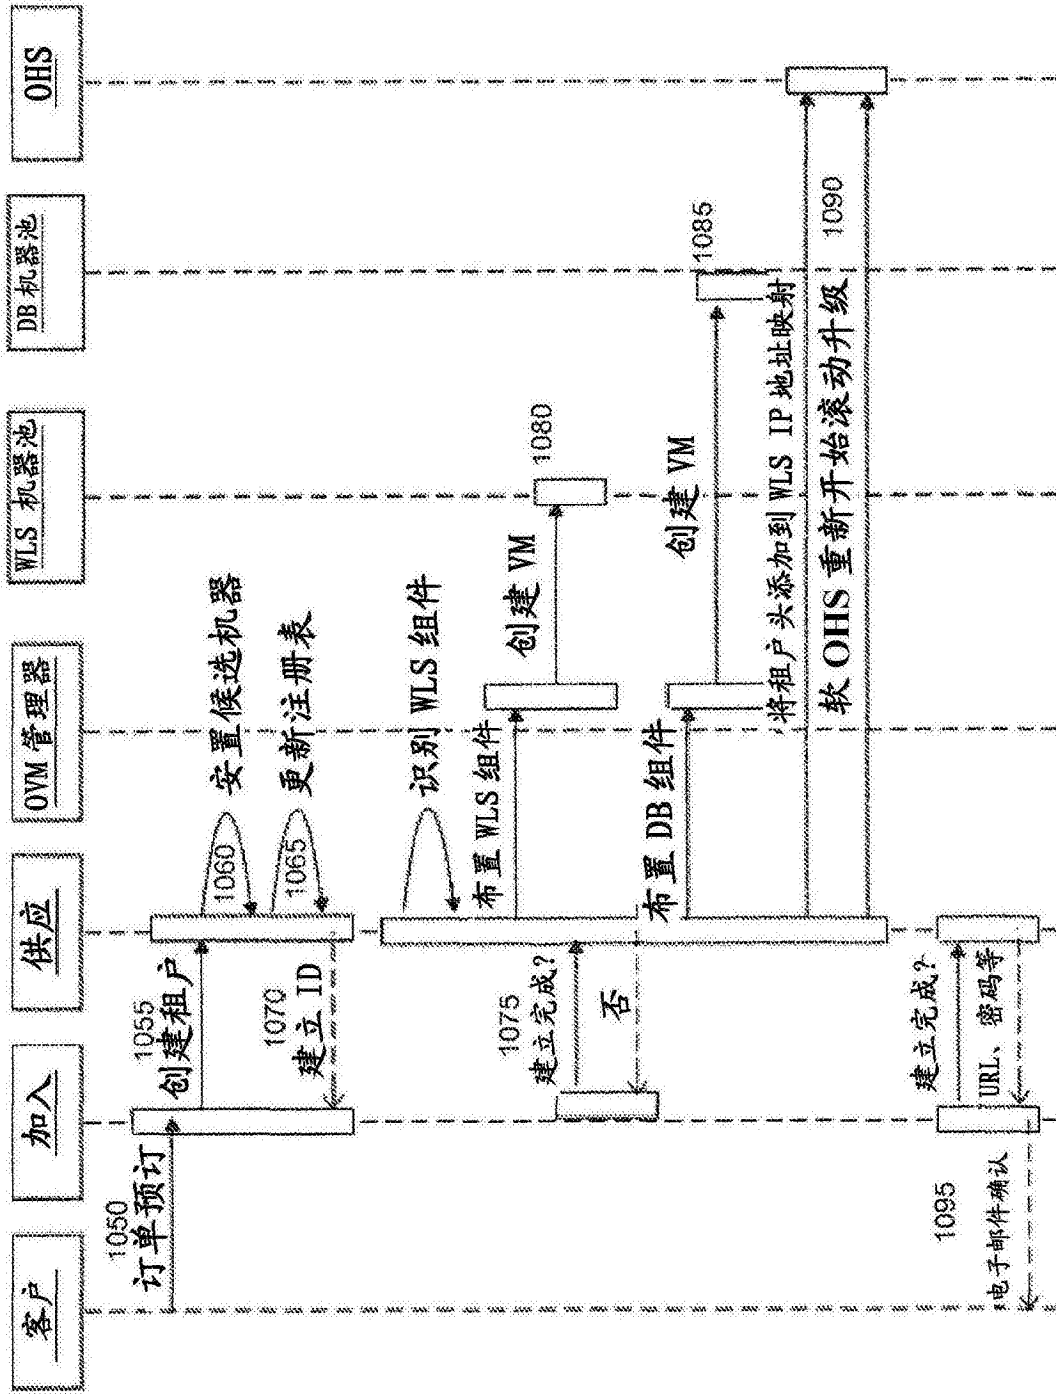 客户
加入
供应
OVM 管理器
WLS 机器池
DB 机器池
OHS
1050
订单预订
1055
创建租户
1060
安置候选机器
1065
更新注册表
1070
建立 ID
识别 WLS 组件
布置 WLS 组件
创建 VM
1080
1075
建立完成?
否
布置 DB 组件
创建 VM
1085
将租户头添加到 WLS IP 地址映射
软 OHS 重新开始滚动升级
1090
建立完成?
URL、密码等
1095
电子邮件确认